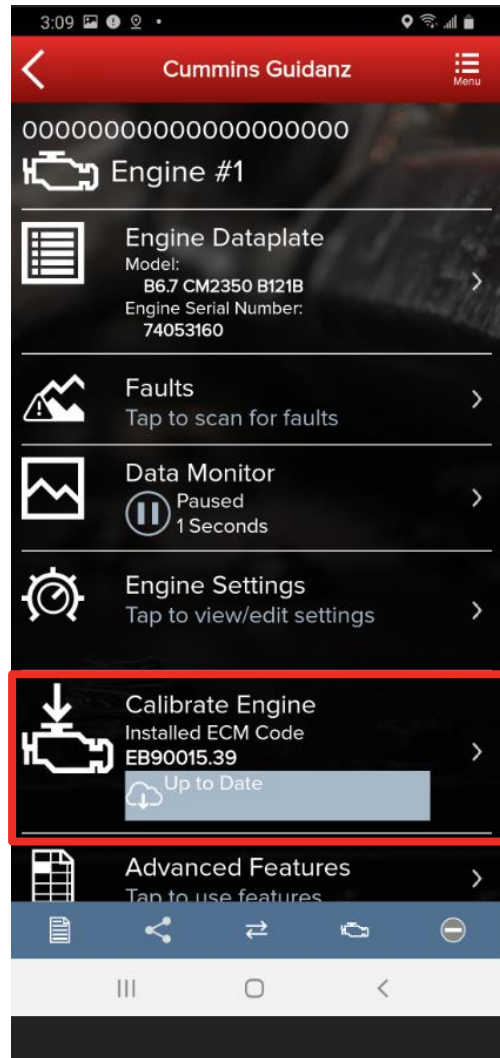 3:09
Cummins Guidanz
Menu
00000000000000000000
Engine #1
Engine Dataplate
Model:
B6.7 CM2350 B121B
Engine Serial Number:
74053160
Faults
Tap to scan for faults
Data Monitor
Paused
1 Seconds
Engine Settings
Tap to view/edit settings
Calibrate Engine
Installed ECM Code
EB90015.39
Up to Date
Advanced Features
Tap to use features